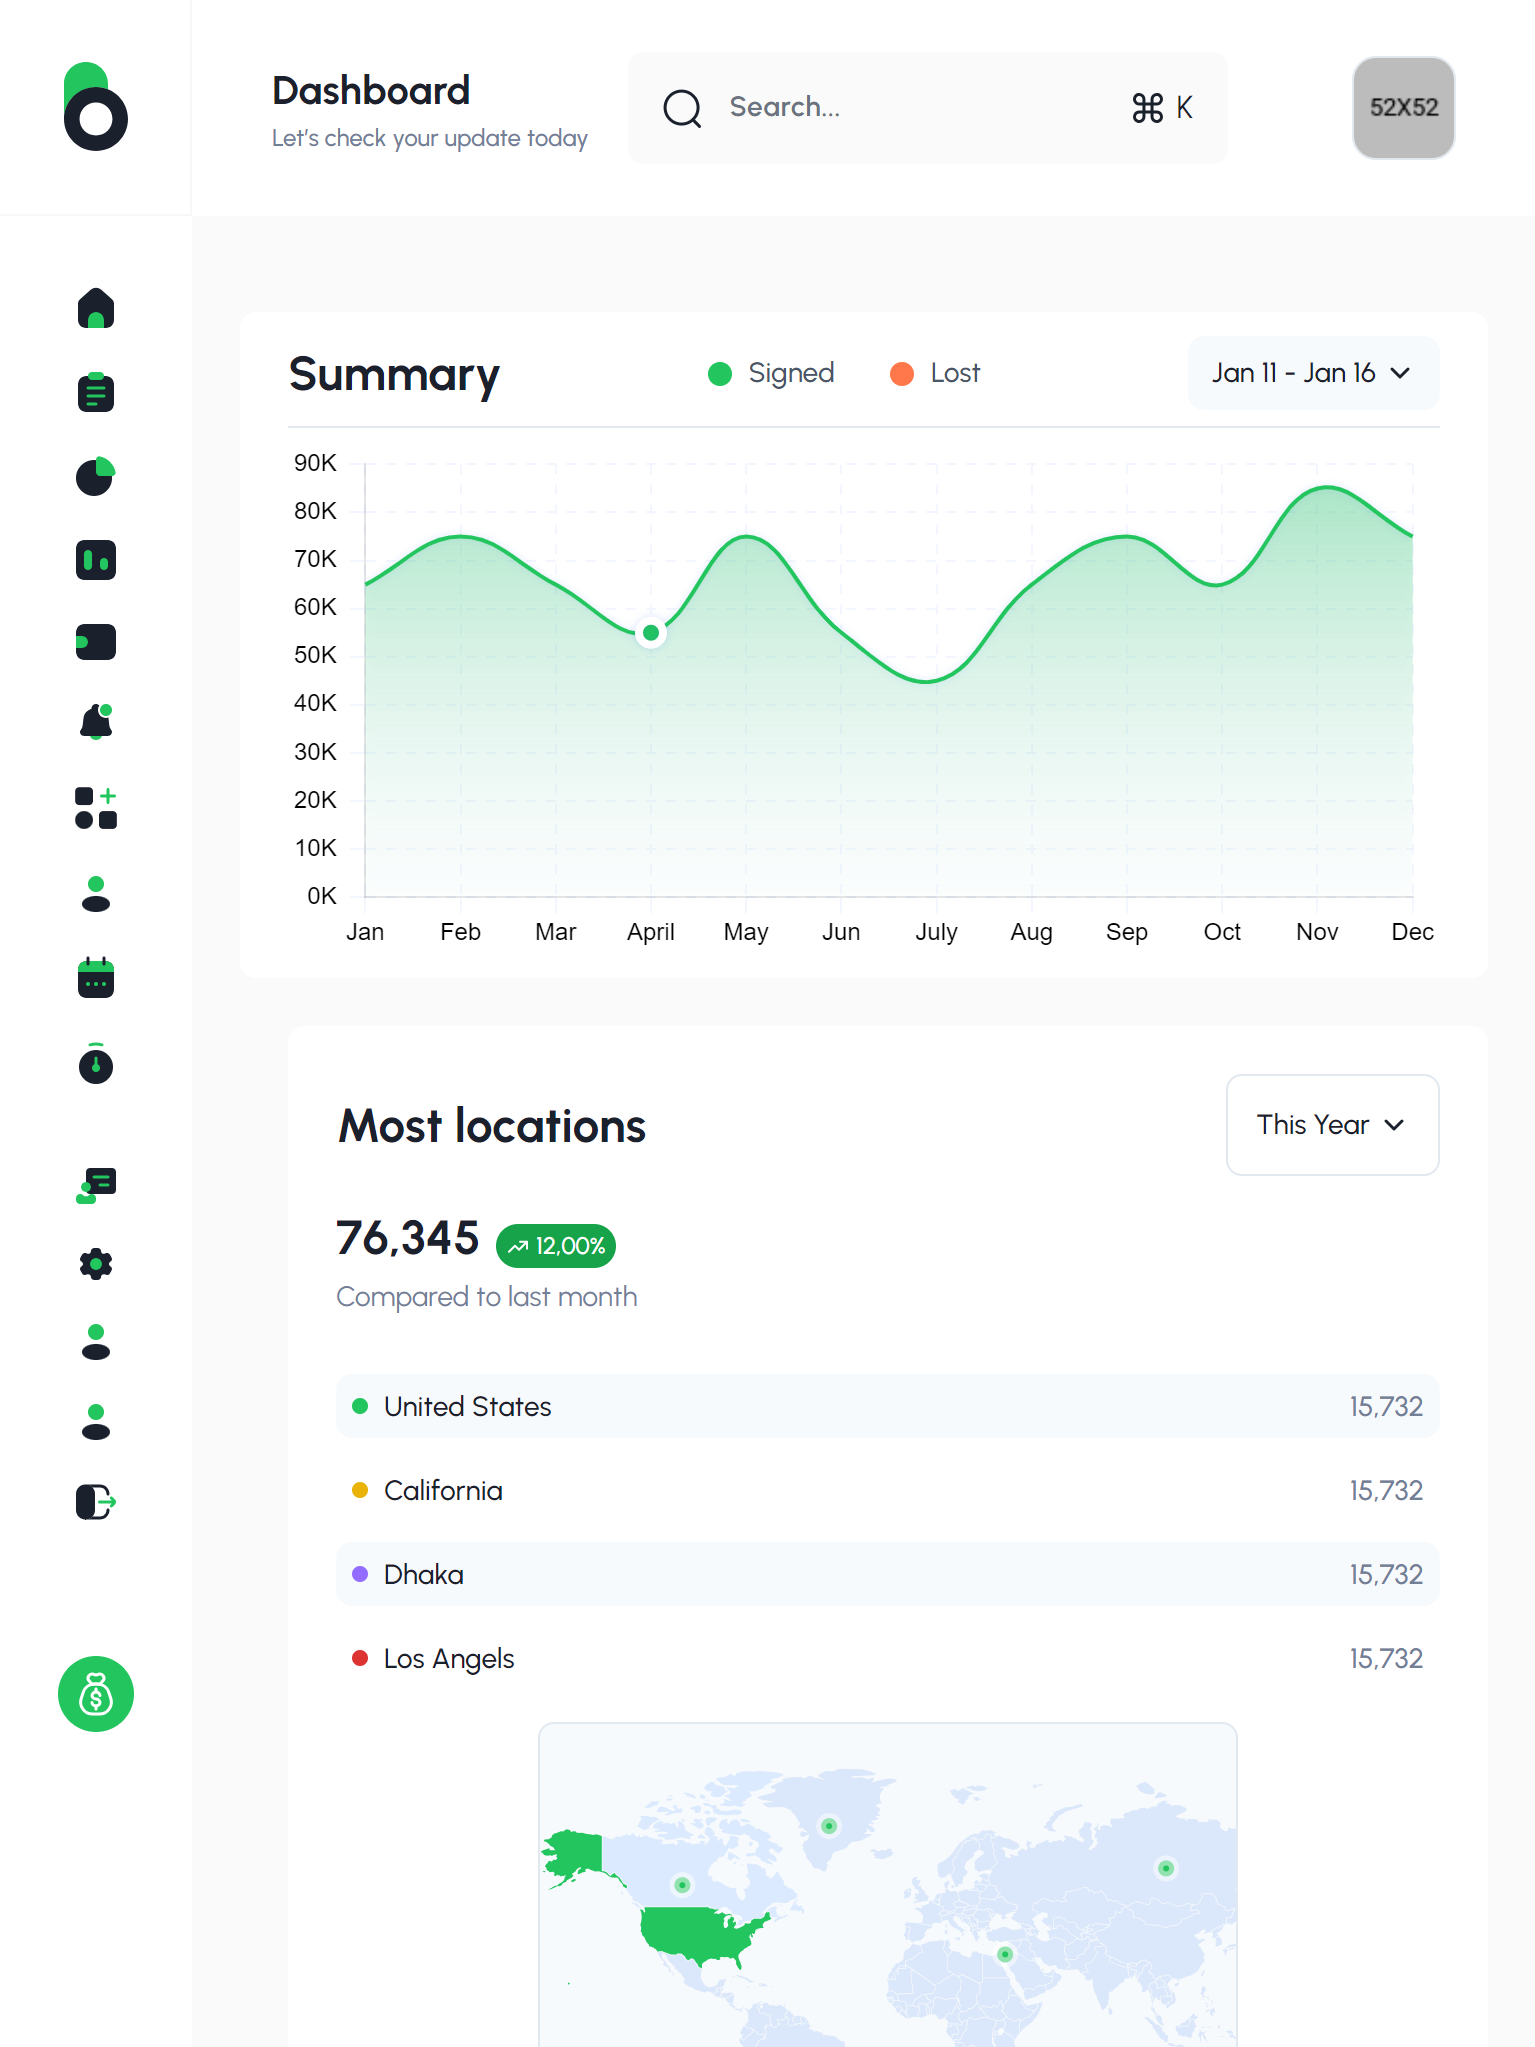 Dashboard
Let's check your update today
Search...
⌘ K
52X52
Summary
Signed
Lost
Jan 11 - Jan 16
90K
80K
70K
60K
50K
40K
30K
20K
10K
0K
Jan Feb Mar April May Jun July Aug Sep Oct Nov Dec
Most locations
This Year
76,345
12,00%
Compared to last month
United States 15,732
California 15,732
Dhaka 15,732
Los Angels 15,732
$